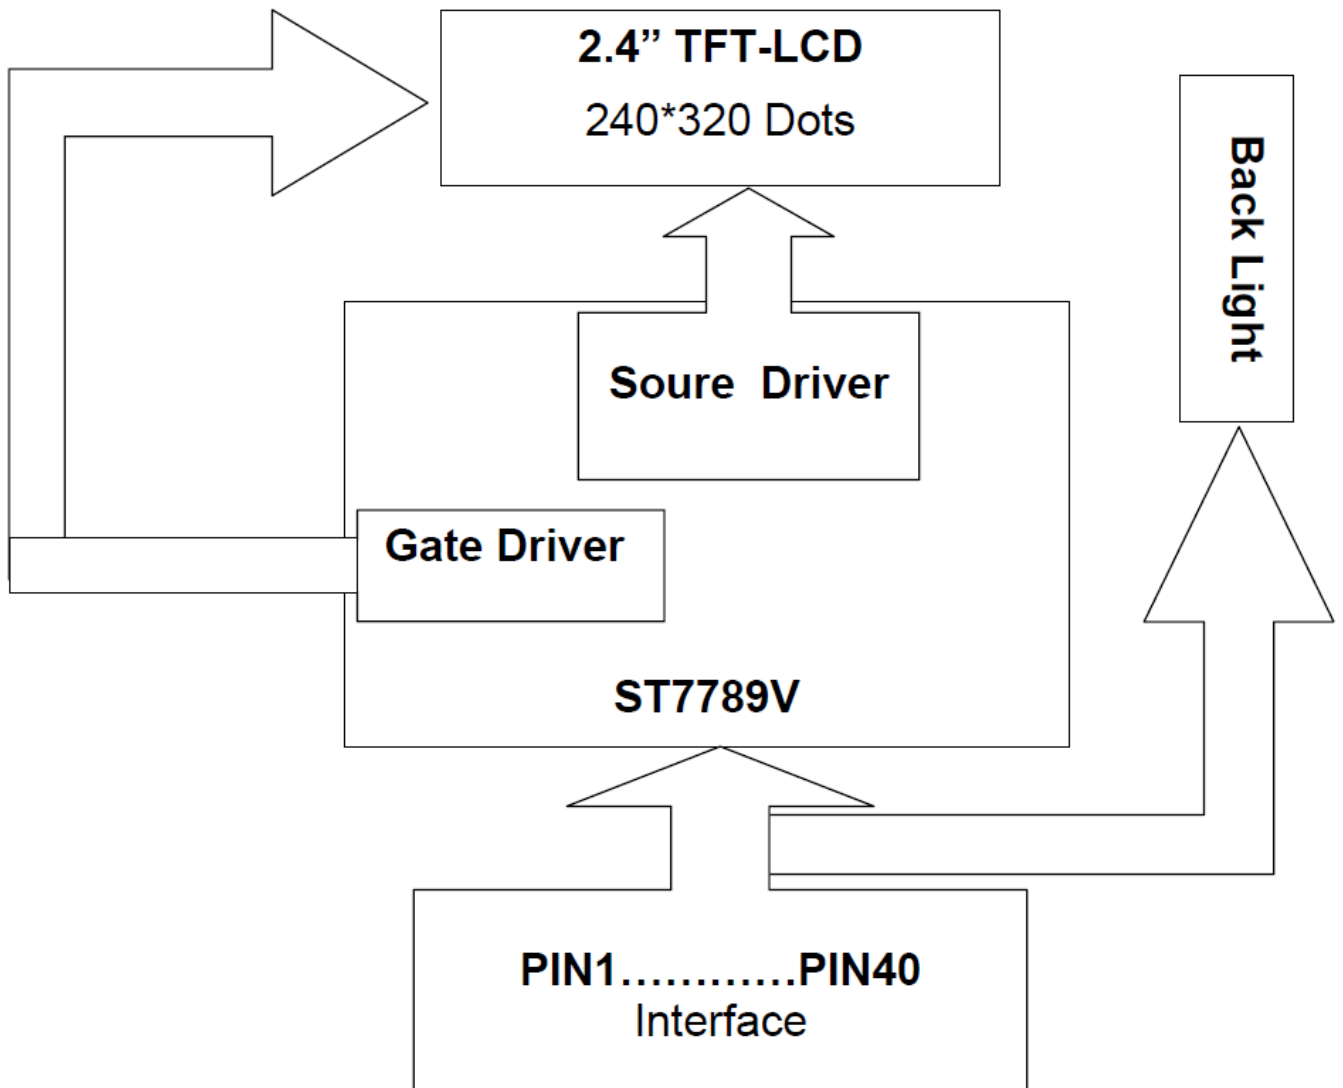 2.4” TFT-LCD
240*320 Dots
Back Light
Soure  Driver
Gate Driver
ST7789V
PIN1............PIN40
Interface